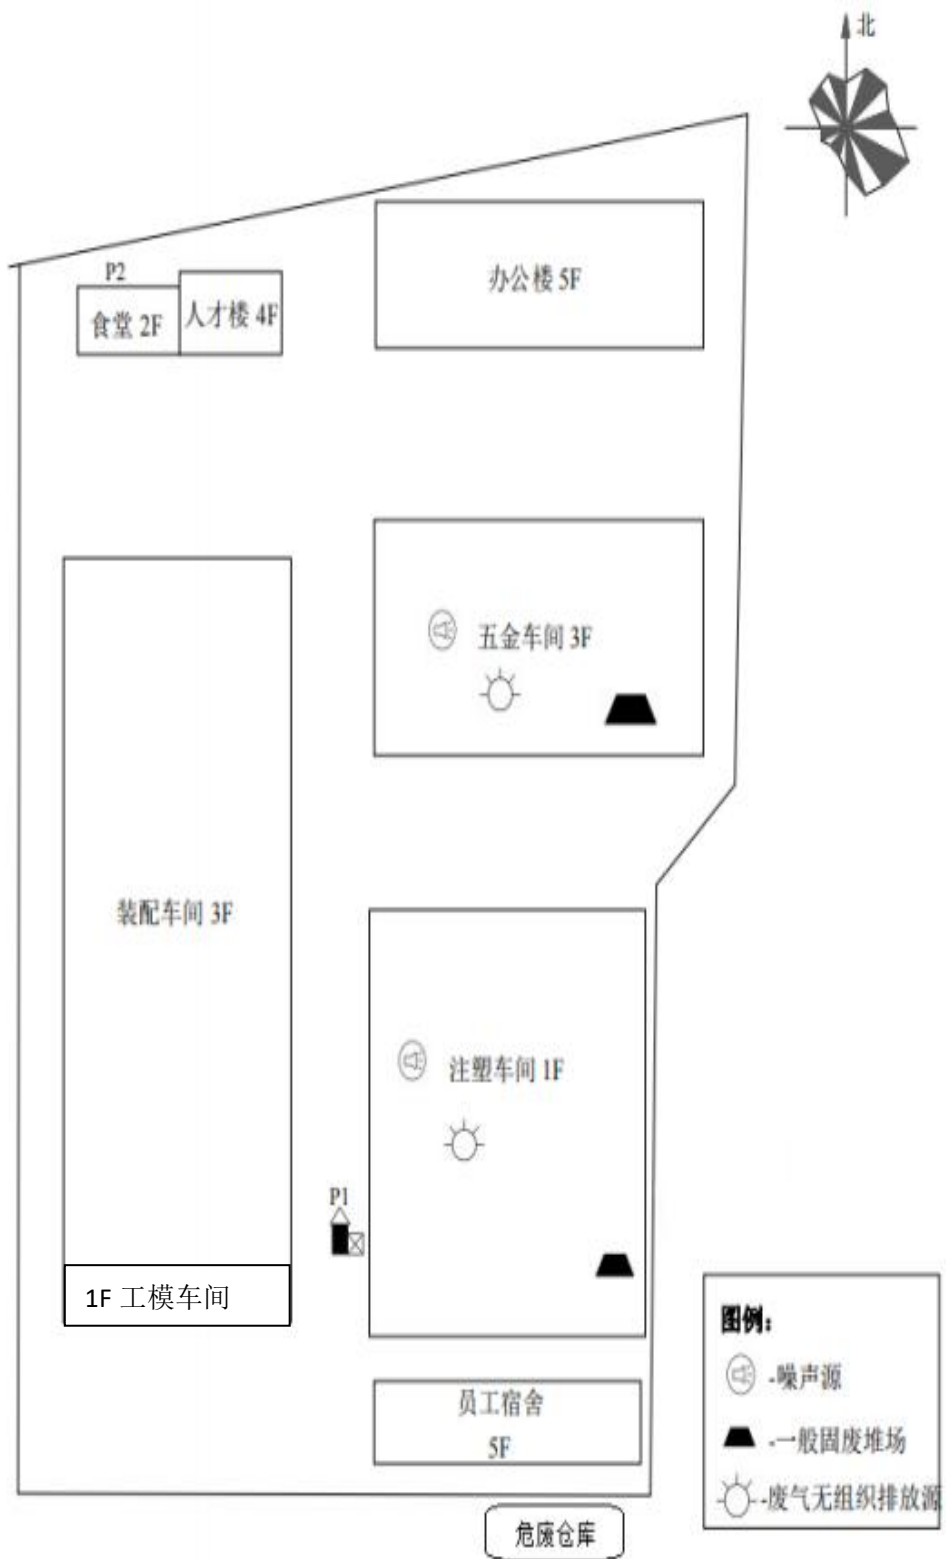 北
P2
食堂 2F
人才楼 4F
办公楼 5F
五金车间 3F
装配车间 3F
注塑车间 1F
P1
1F 工模车间
员工宿舍
5F
图例:
-噪声源
-一般固废堆场
-废气无组织排放源
危废仓库